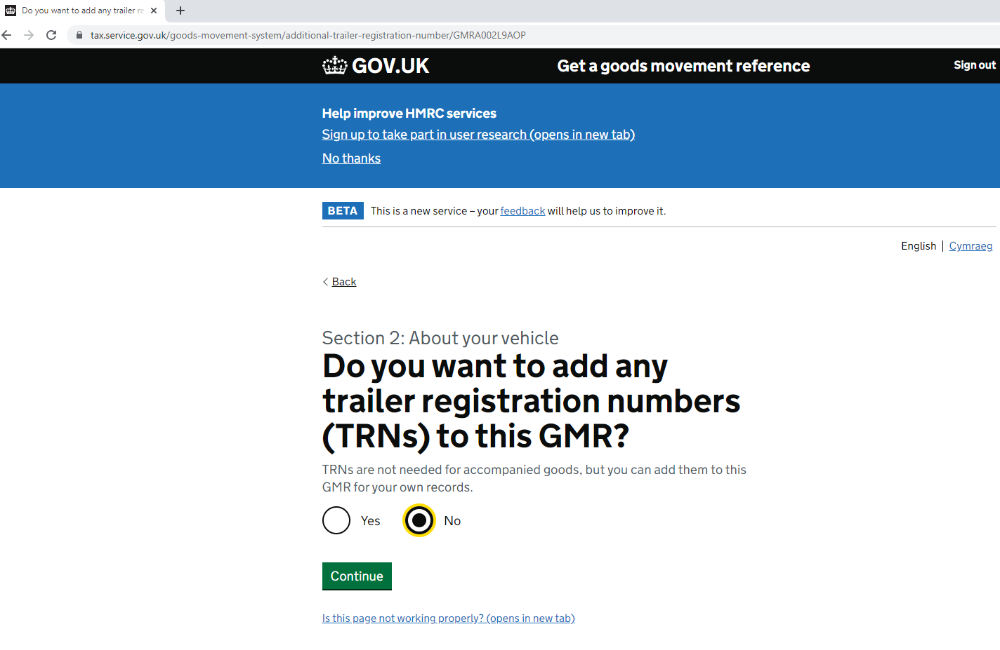 Do you want to add any trailer re
tax.service.gov.uk/goods-movement-system/additional-trailer-registration-number/GMRA002L9AOP
GOV.UK
Get a goods movement reference
Sign out
Help improve HMRC services
Sign up to take part in user research (opens in new tab)
No thanks
BETA This is a new service – your feedback will help us to improve it.
English | Cymraeg
Back
Section 2: About your vehicle
Do you want to add any
trailer registration numbers
(TRNs) to this GMR?
TRNs are not needed for accompanied goods, but you can add them to this
GMR for your own records.
Yes No
Continue
Is this page not working properly? (opens in new tab)